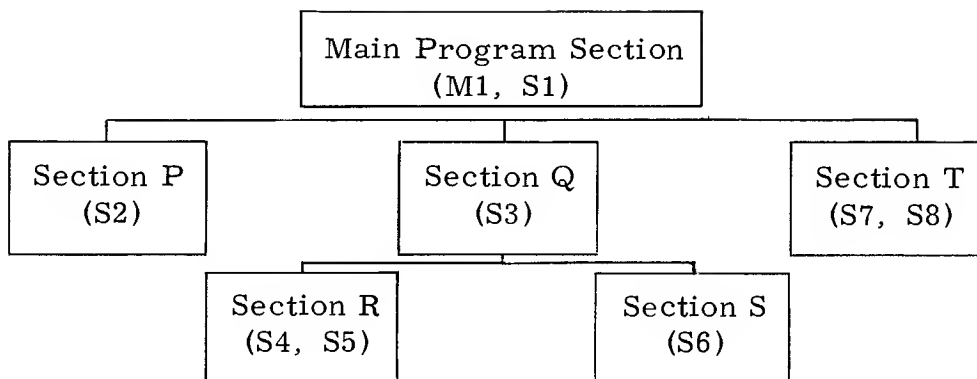 Main Program Section
(M1, S1)
Section P
(S2)
Section Q
(S3)
Section T
(S7, S8)
Section R
(S4, S5)
Section S
(S6)